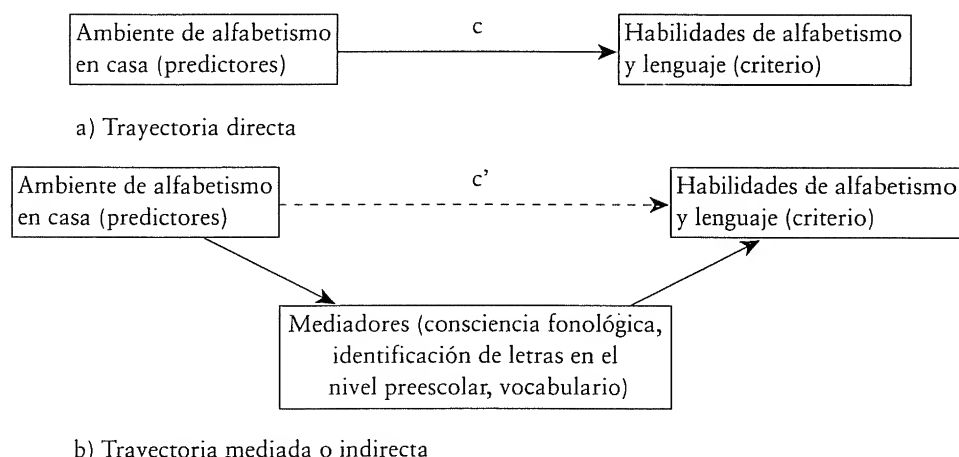 Ambiente de alfabetismo
en casa (predictores)
c
Habilidades de alfabetismo
y lenguaje (criterio)
a) Trayectoria directa
Ambiente de alfabetismo
en casa (predictores)
c’
Habilidades de alfabetismo
y lenguaje (criterio)
Mediadores (consciencia fonológica,
identificación de letras en el
nivel preescolar, vocabulario)
b) Trayectoria mediada o indirecta